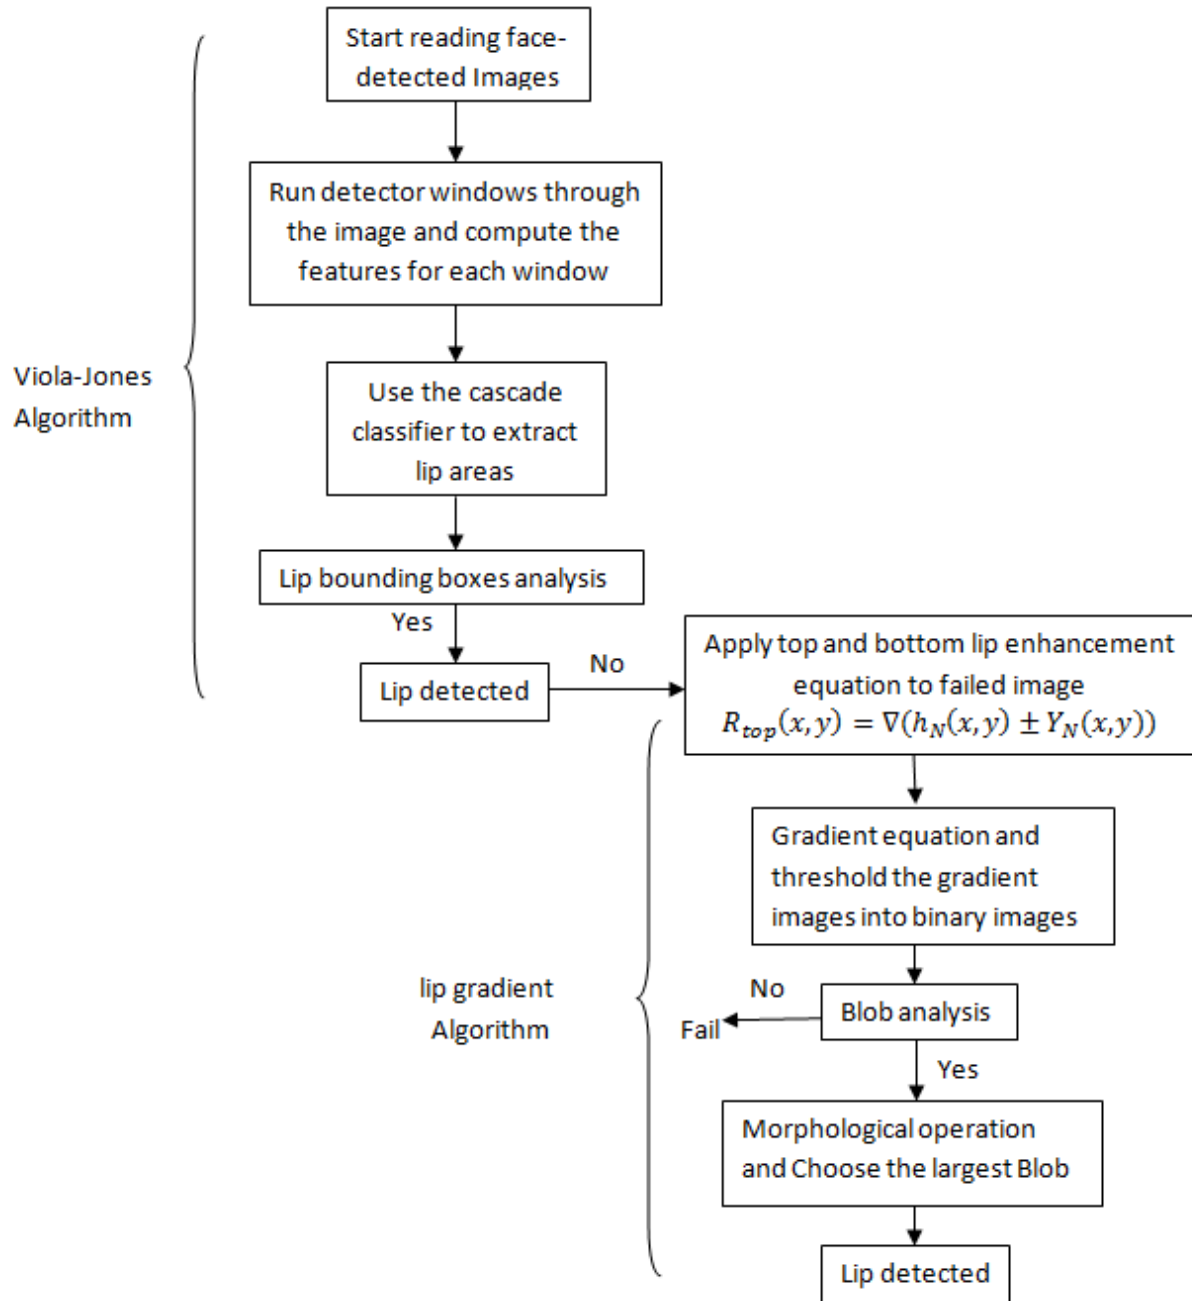 Start reading face-
detected Images
Run detector windows through
the image and compute the
features for each window
Viola-Jones
Algorithm
Use the cascade
classifier to extract
lip areas
Lip bounding boxes analysis
Yes
Lip detected
No
Apply top and bottom lip enhancement
equation to failed image
R_{top}(x,y) = ∇(h_N(x,y) ± Y_N(x,y))
Gradient equation and
threshold the gradient
images into binary images
lip gradient
Algorithm
Blob analysis
No
Fail
Yes
Morphological operation
and Choose the largest Blob
Lip detected